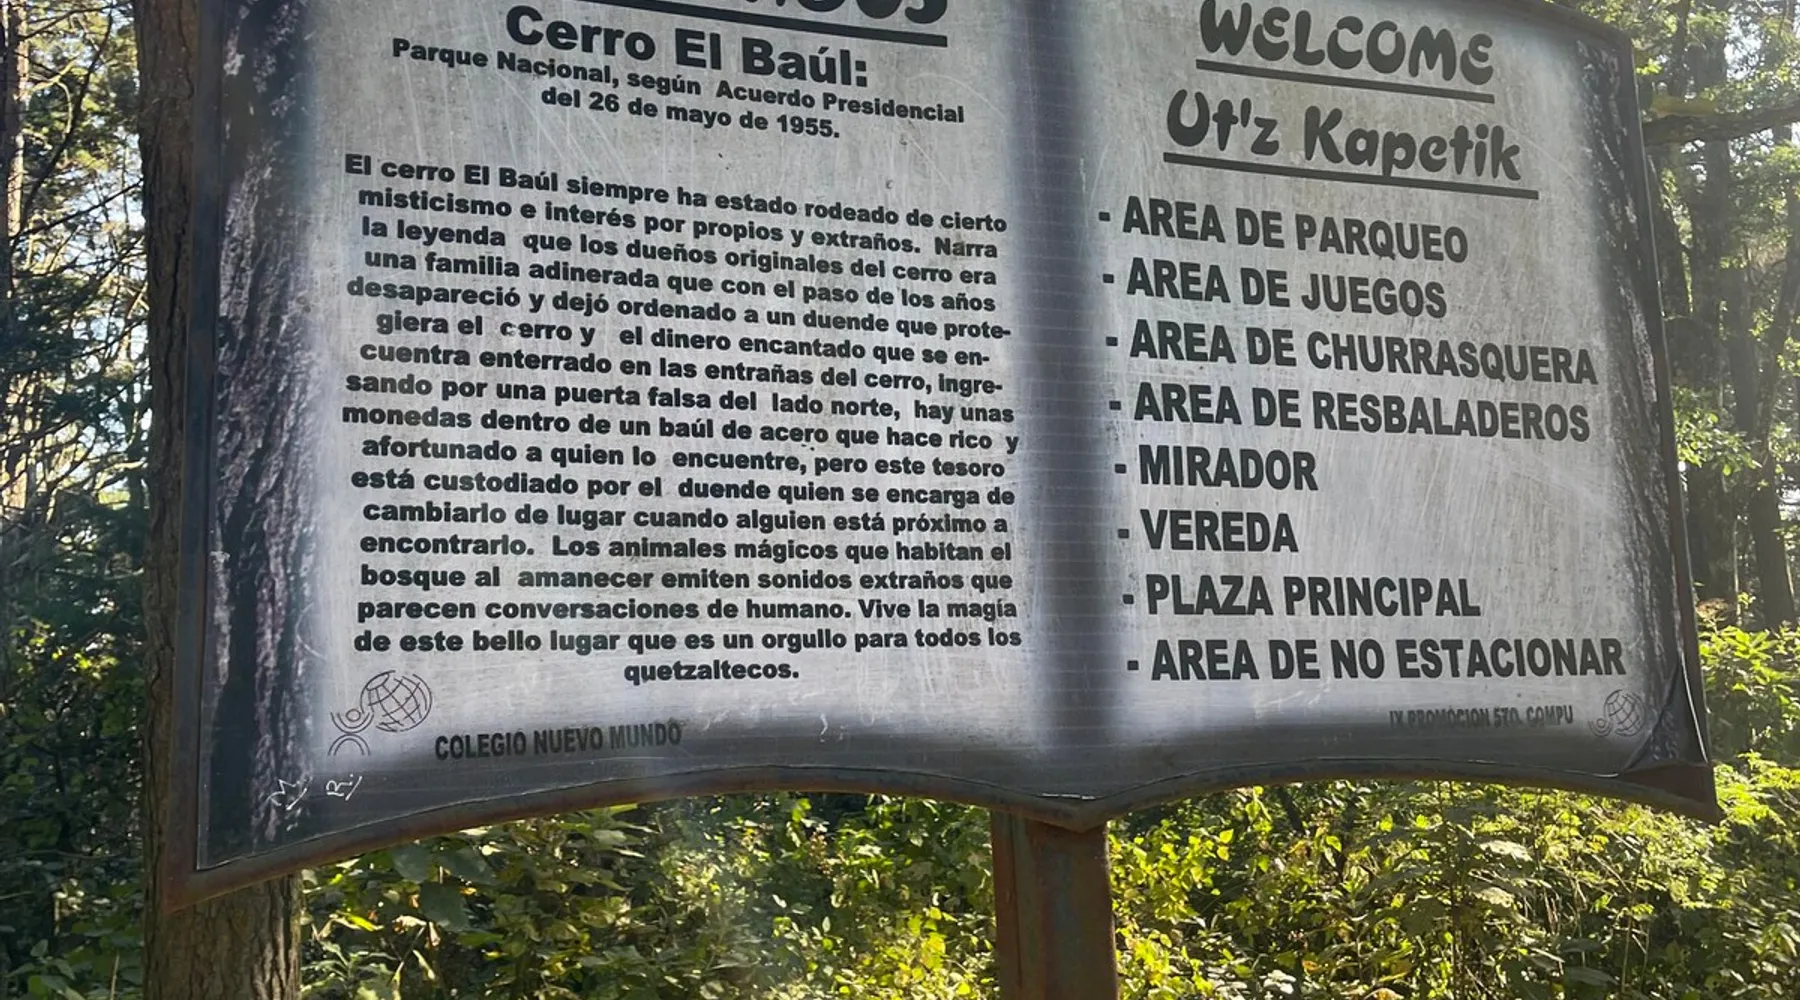 Cerro El Baúl:
Parque Nacional, según Acuerdo Presidencial
del 26 de mayo de 1955.
El cerro El Baúl siempre ha estado rodeado de cierto
misticismo e interés por propios y extraños. Narra
la leyenda que los dueños originales del cerro era
una familia adinerada que con el paso de los años
desapareció y dejó ordenado a un duende que prote-
giera el cerro y el dinero encantado que se en-
cuentra enterrado en las entrañas del cerro, ingre-
sando por una puerta falsa del lado norte, hay unas
monedas dentro de un baúl de acero que hace rico y
afortunado a quien lo encuentre, pero este tesoro
está custodiado por el duende quien se encarga de
cambiarlo de lugar cuando alguien está próximo a
encontrarlo. Los animales mágicos que habitan el
bosque al amanecer emiten sonidos extraños que
parecen conversaciones de humano. Vive la magía
de este bello lugar que es un orgullo para todos los
quetzaltecos.
COLEGIO NUEVO MUNDO
M. R.
WELCOME
Ut'z Kapetik
- AREA DE PARQUEO
- AREA DE JUEGOS
- AREA DE CHURRASQUERA
- AREA DE RESBALADEROS
- MIRADOR
- VEREDA
- PLAZA PRINCIPAL
- AREA DE NO ESTACIONAR
IX PROMOCION 5TO. COMPU